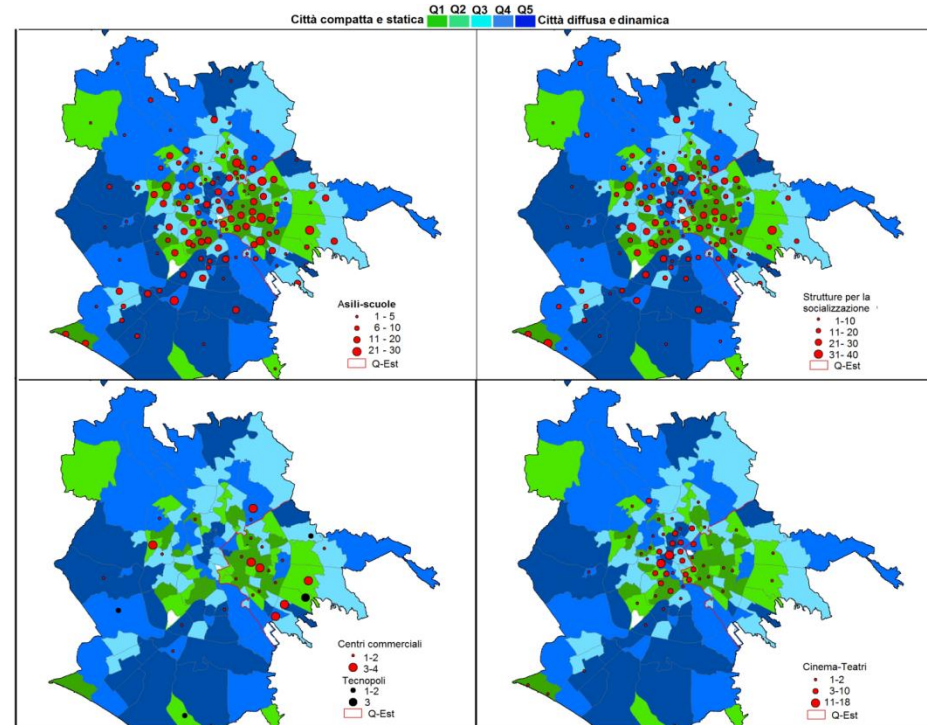 Q1 Q2 Q3 Q4 Q5
Città compatta e statica Città diffusa e dinamica
Asili-scuole
1 - 5
6 - 10
11 - 20
21 - 30
Q-Est
Strutture per la
socializzazione
1-10
11- 20
21 - 30
31- 40
Q-Est
Centri commerciali
1-2
3-4
Tecnopoli
1-2
3
Q-Est
Cinema-Teatri
1-2
3-10
11-18
Q-Est